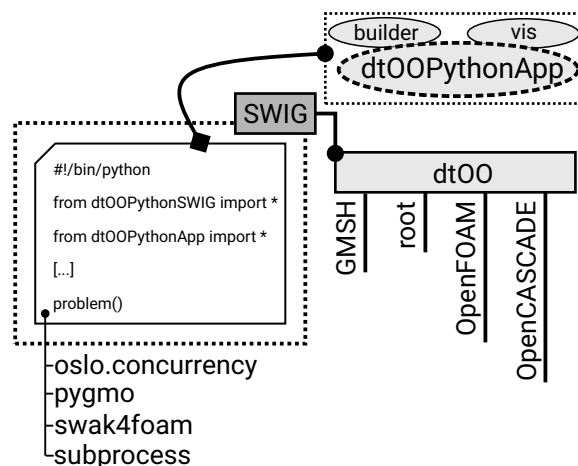 builder
vis
dtOOPythonApp
SWIG
dtOO
#!/bin/python
from dtOOPythonSWIG import *
from dtOOPythonApp import *
[...]
problem()
GMSH
root
OpenFOAM
OpenCASCADE
oslo.concurrency
pygmo
swak4foam
subprocess